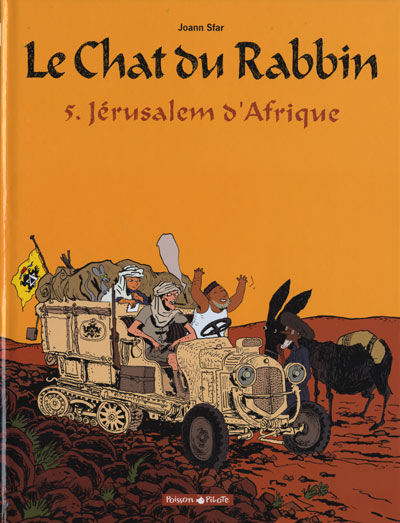 Joann Sfar
Le Chat du Rabbin
5. Jérusalem d'Afrique
Poisson Pilote